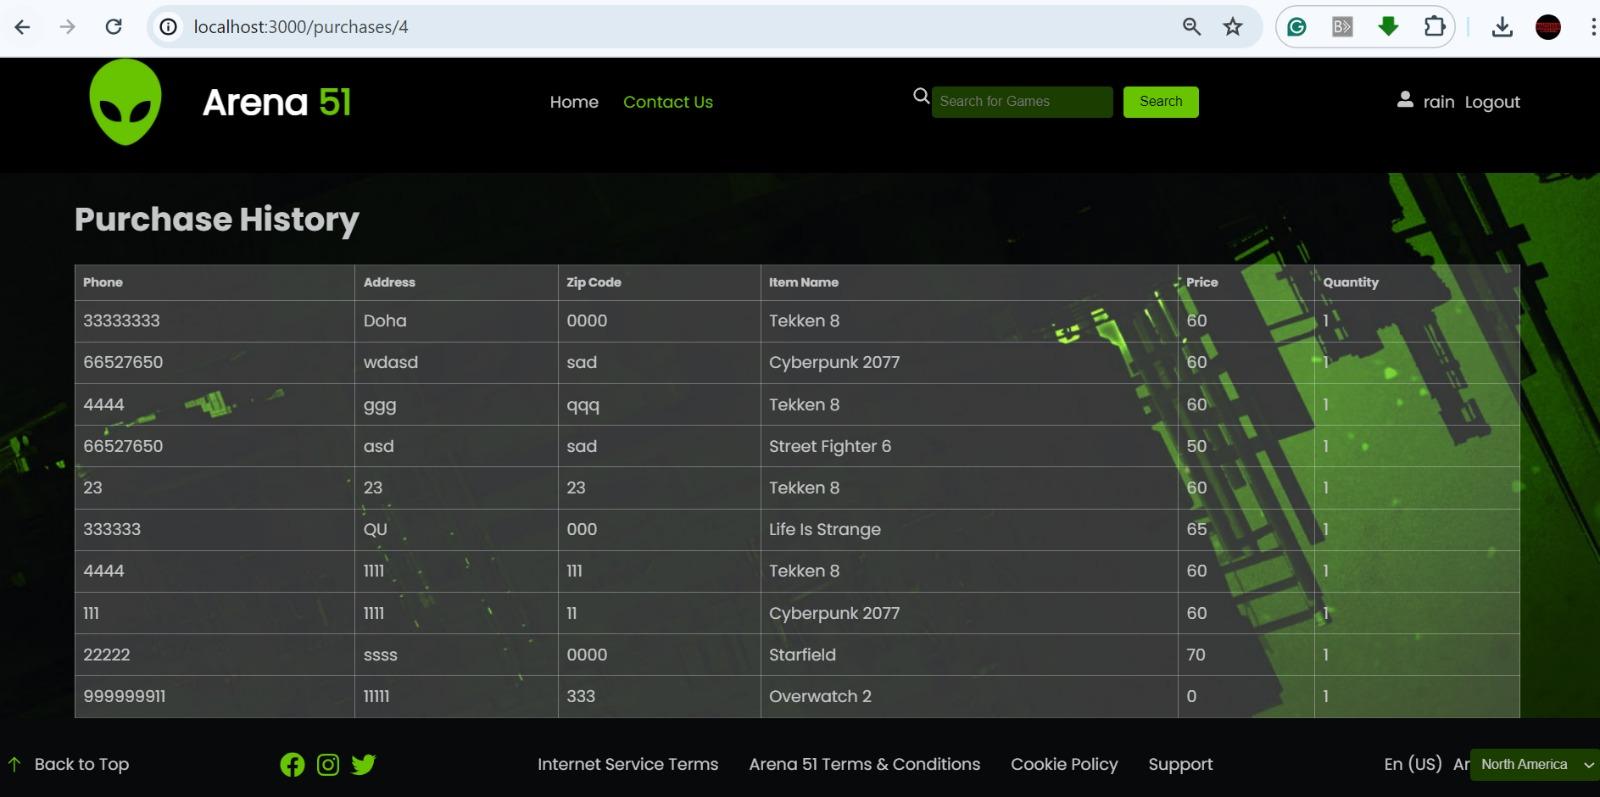 localhost:3000/purchases/4
Arena 51 Home Contact Us Search for Games Search rain Logout
Purchase History
Phone Address Zip Code Item Name Price Quantity
33333333 Doha 0000 Tekken 8 60 1
66527650 wdasd sad Cyberpunk 2077 60 1
4444 ggg qqq Tekken 8 60 1
66527650 asd sad Street Fighter 6 50 1
23 23 23 Tekken 8 60 1
333333 QU 000 Life Is Strange 65 1
4444 1111 111 Tekken 8 60 1
111 1111 11 Cyberpunk 2077 60 1
22222 ssss 0000 Starfield 70 1
999999911 11111 333 Overwatch 2 0 1
Back to Top Internet Service Terms Arena 51 Terms & Conditions Cookie Policy Support En (US) Ar North America